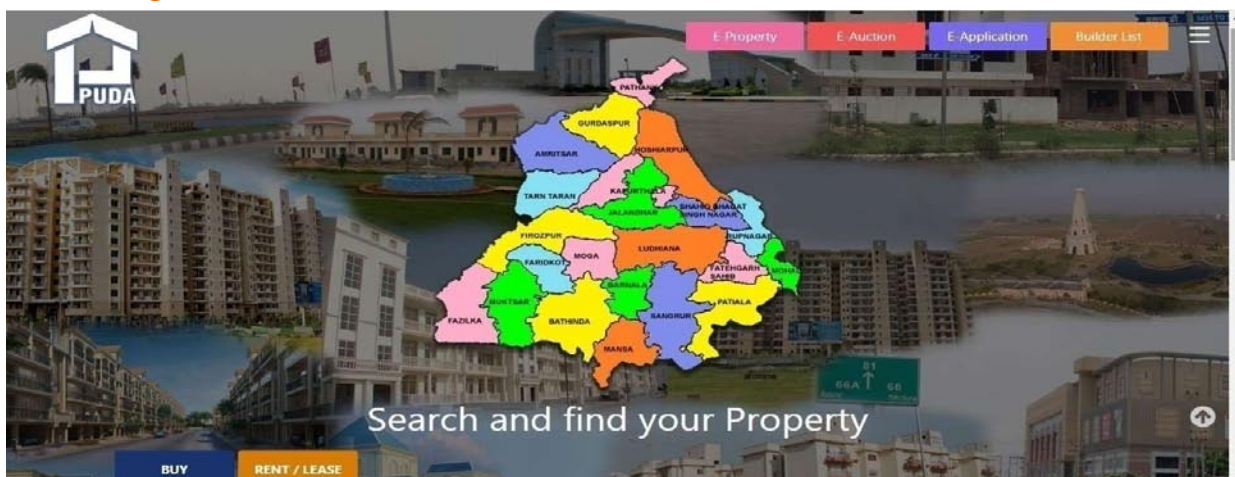 E-Property
E-Auction
E-Application
Builder List
PUDA
GURDASPUR
AMRITSAR
HOSHIARPUR
TARN TARAN
KAPURTHALA
SHAHID BHAGAT
SINGH NAGAR
JALANDHAR
RUPNAGAR
FIROZPUR
LUDHIANA
MOGA
FARIDKOT
FATEHGARH
SAHIB
BARNALA
MUKTSAR
PATIALA
SANGRUR
FAZILKA
BATHINDA
MANSA
81
66A 66
Search and find your Property
BUY
RENT / LEASE